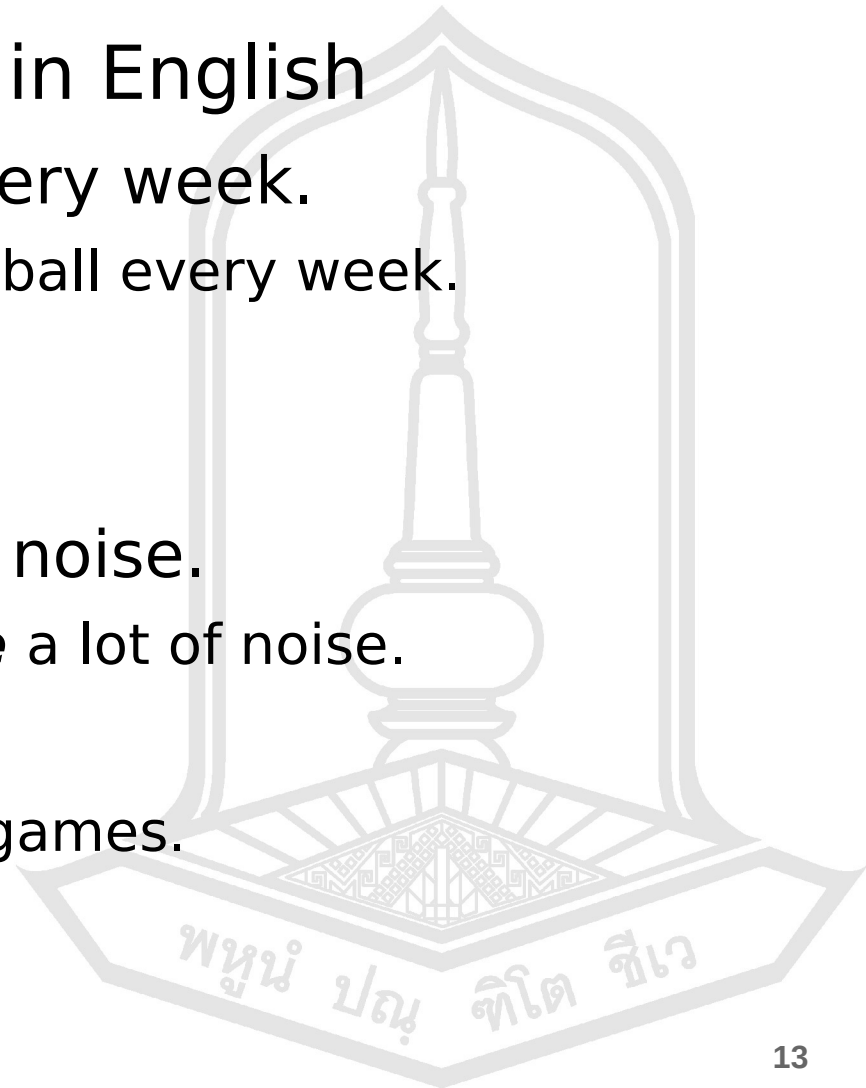 in English
ery week.
ball every week.
noise.
e a lot of noise.
games.
พหูนํ ปณฺฑิโต ชีเว
13